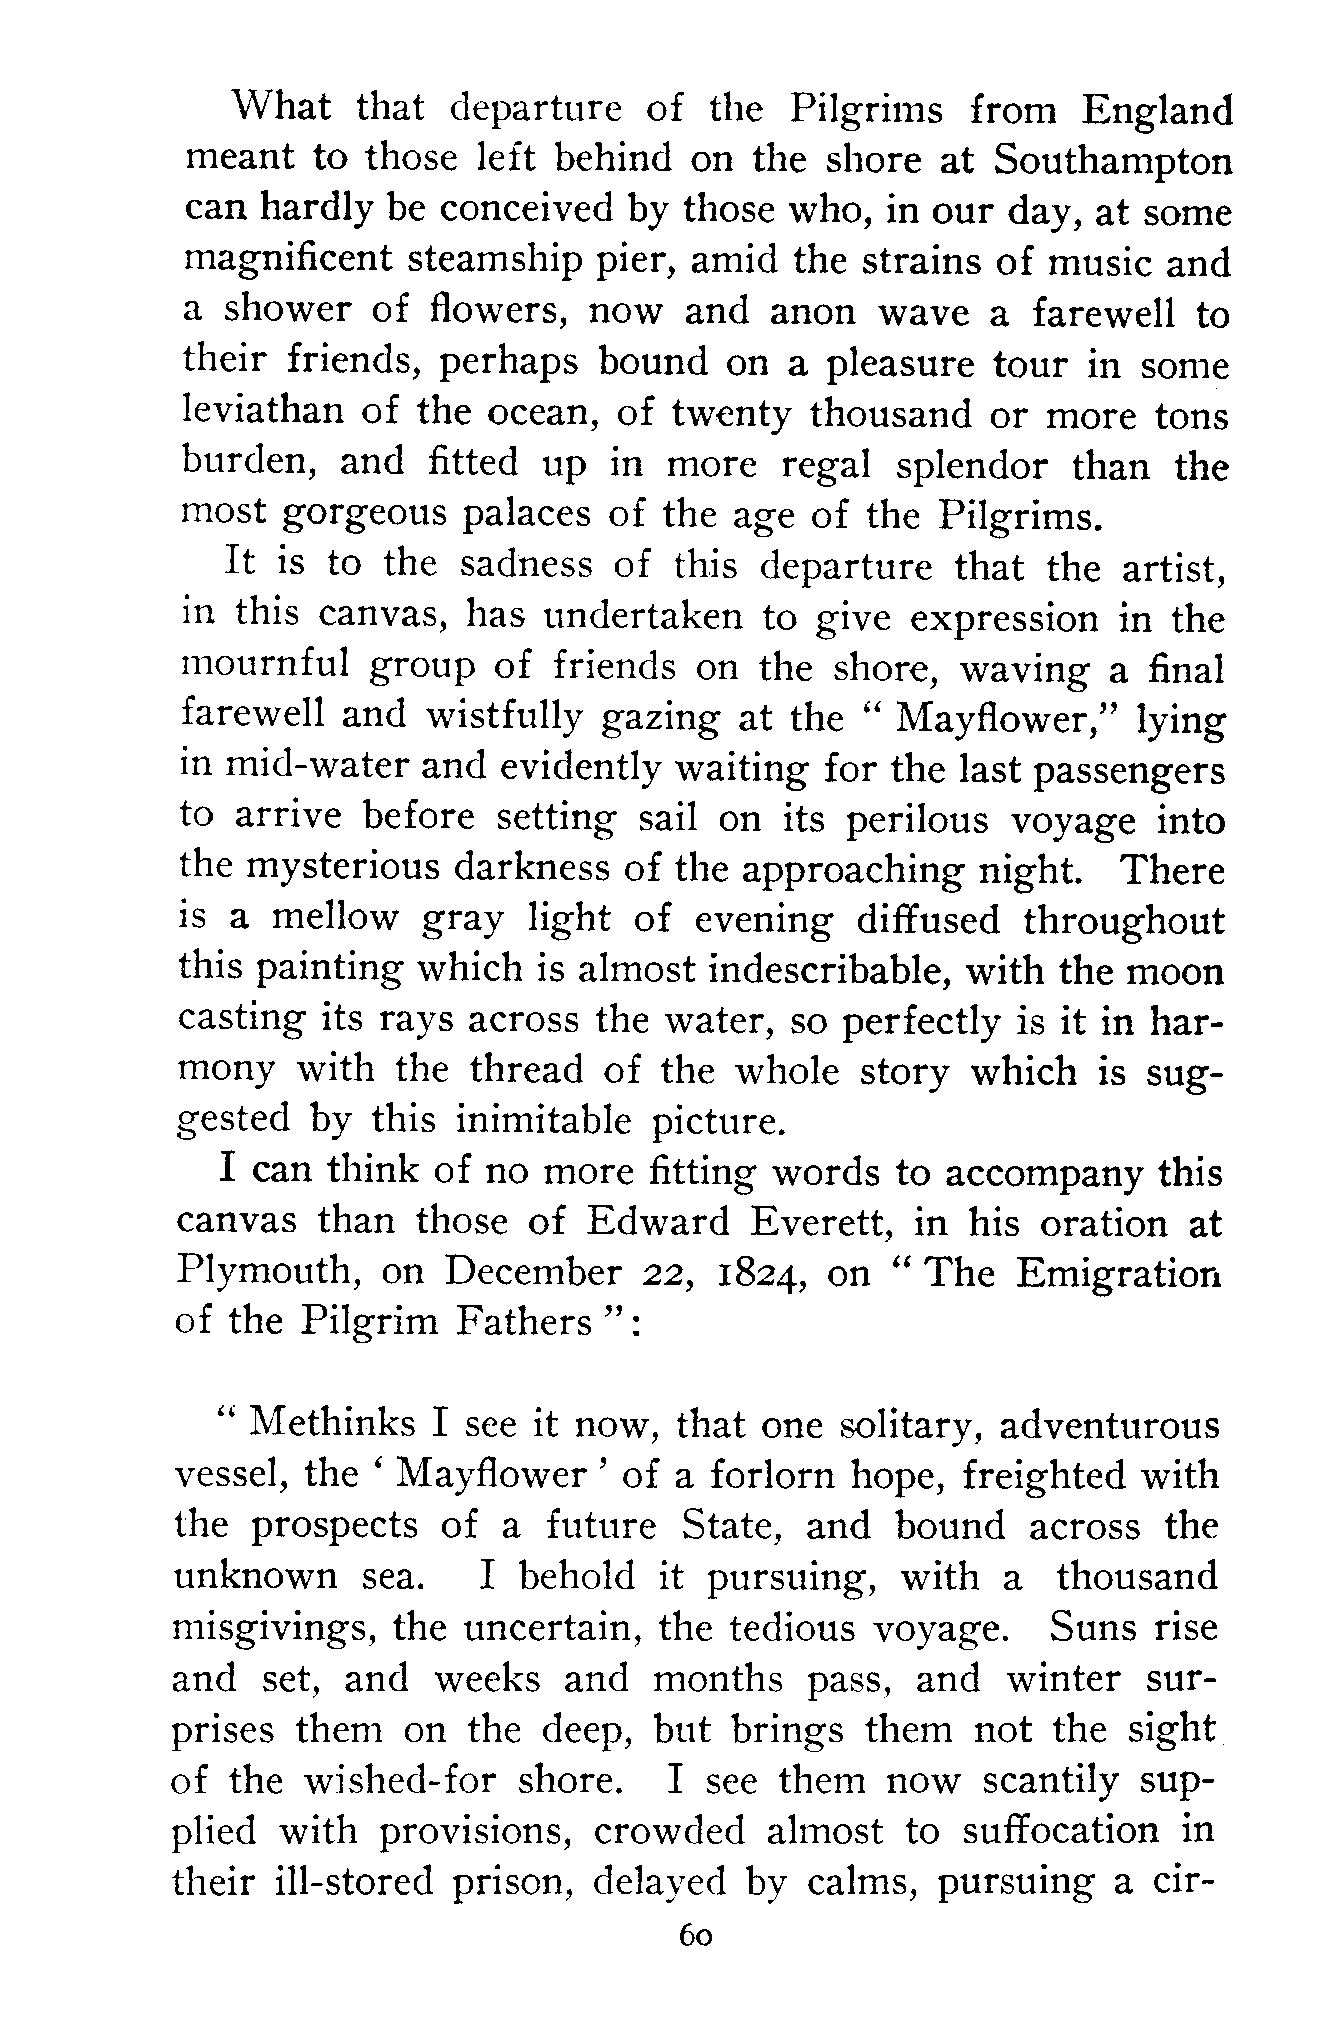 What that departure of the Pilgrims from England
meant to those left behind on the shore at Southampton
can hardly be conceived by those who, in our day, at some
magnificent steamship pier, amid the strains of music and
a shower of flowers, now and anon wave a farewell to
their friends, perhaps bound on a pleasure tour in some
leviathan of the ocean, of twenty thousand or more tons
burden, and fitted up in more regal splendor than the
most gorgeous palaces of the age of the Pilgrims.
It is to the sadness of this departure that the artist,
in this canvas, has undertaken to give expression in the
mournful group of friends on the shore, waving a final
farewell and wistfully gazing at the “ Mayflower,” lying
in mid-water and evidently waiting for the last passengers
to arrive before setting sail on its perilous voyage into
the mysterious darkness of the approaching night. There
is a mellow gray light of evening diffused throughout
this painting which is almost indescribable, with the moon
casting its rays across the water, so perfectly is it in har-
mony with the thread of the whole story which is sug-
gested by this inimitable picture.
I can think of no more fitting words to accompany this
canvas than those of Edward Everett, in his oration at
Plymouth, on December 22, 1824, on “ The Emigration
of the Pilgrim Fathers ”:
“ Methinks I see it now, that one solitary, adventurous
vessel, the ‘ Mayflower ’ of a forlorn hope, freighted with
the prospects of a future State, and bound across the
unknown sea. I behold it pursuing, with a thousand
misgivings, the uncertain, the tedious voyage. Suns rise
and set, and weeks and months pass, and winter sur-
prises them on the deep, but brings them not the sight
of the wished-for shore. I see them now scantily sup-
plied with provisions, crowded almost to suffocation in
their ill-stored prison, delayed by calms, pursuing a cir-
60